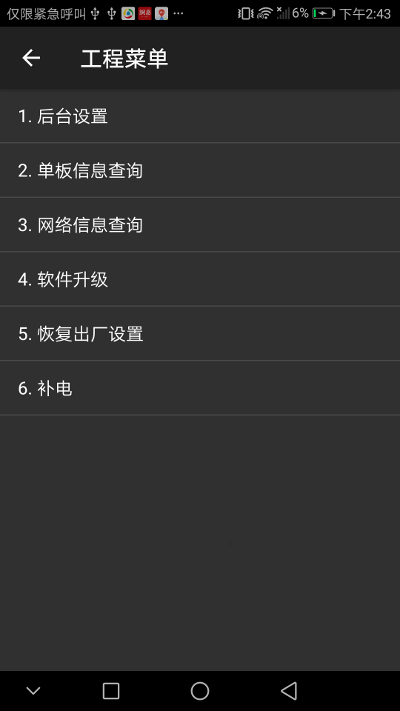 仅限紧急呼叫
6%
下午2:43
工程菜单
1. 后台设置
2. 单板信息查询
3. 网络信息查询
4. 软件升级
5. 恢复出厂设置
6. 补电